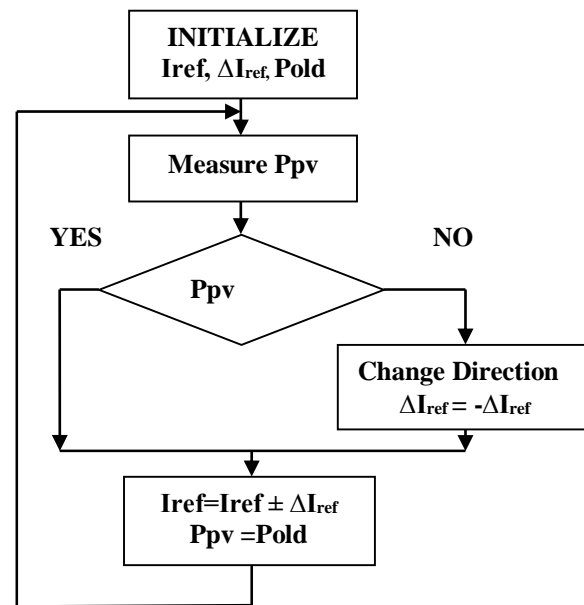 INITIALIZE
Iref, ΔIref, Pold
Measure Ppv
YES
NO
Ppv
Change Direction
ΔIref = -ΔIref
Iref=Iref ± ΔIref
Ppv =Pold